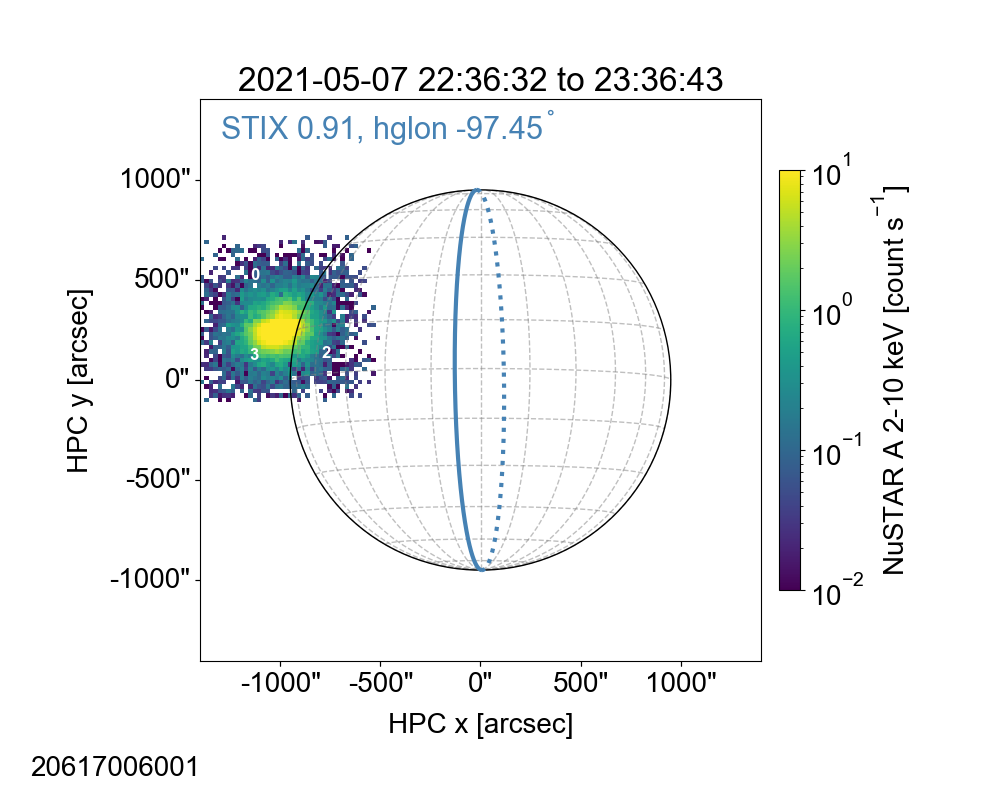 2021-05-07 22:36:32 to 23:36:43
STIX 0.91, hglon -97.45°
1000"
500"
0"
-500"
-1000"
HPC y [arcsec]
0
1
3
2
-1000" -500" 0" 500" 1000"
HPC x [arcsec]
10¹
10⁰
10⁻¹
10⁻²
NuSTAR A 2-10 keV [count s⁻¹]
20617006001